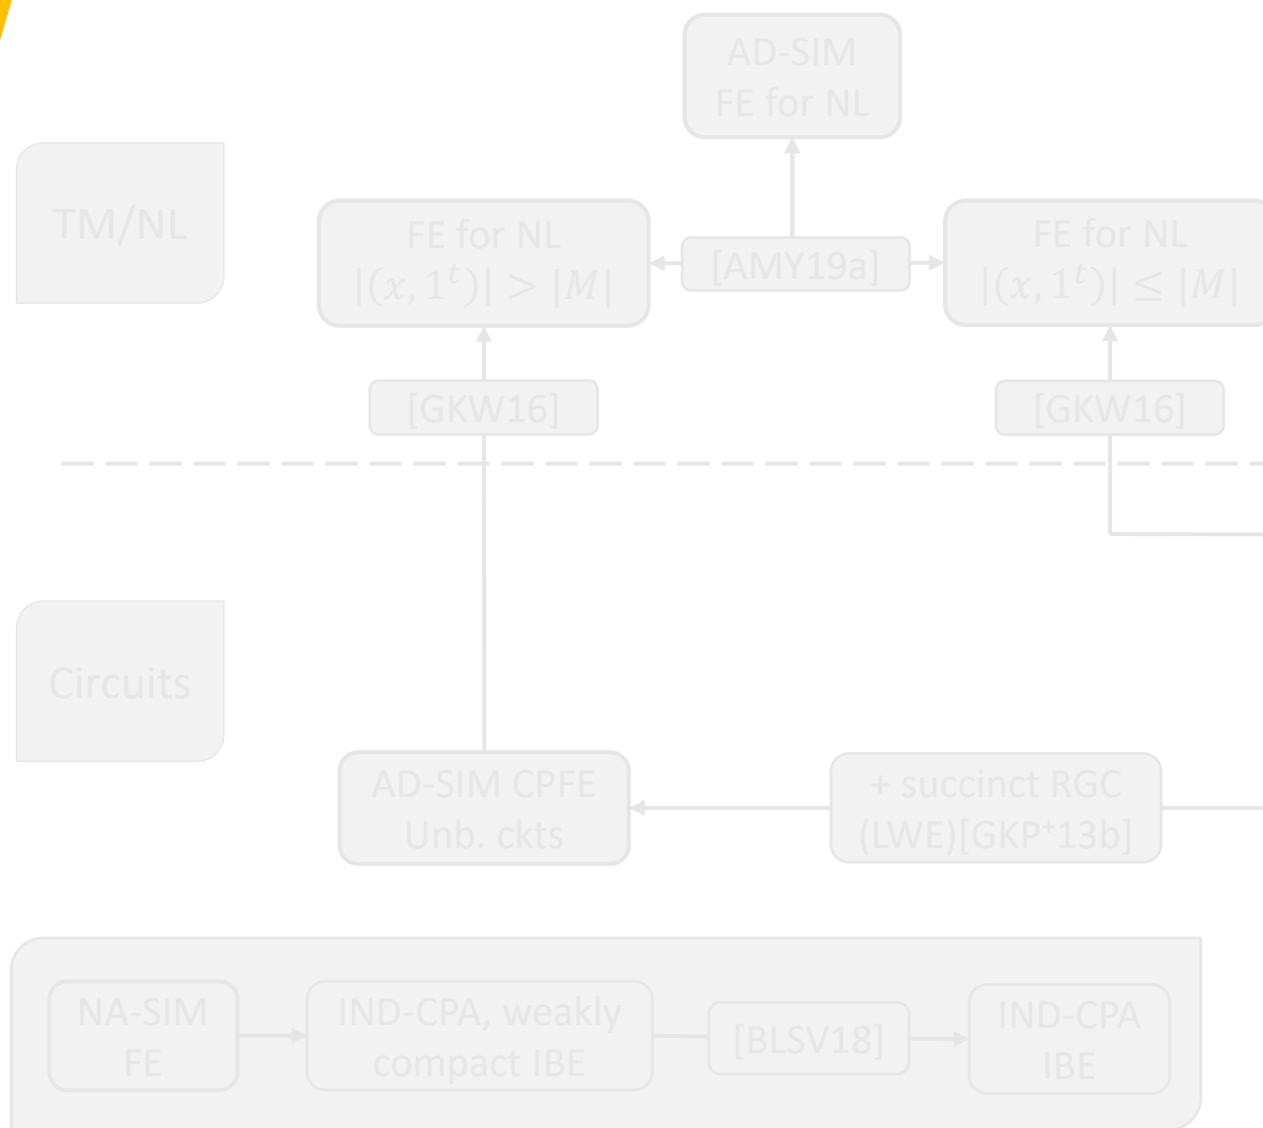 AD-SIM
FE for NL
TM/NL
FE for NL
|(x, 1^t)| > |M|
[AMY19a]
FE for NL
|(x, 1^t)| ≤ |M|
[GKW16]
[GKW16]
Circuits
AD-SIM CPFE
Unb. ckts
+ succinct RGC
(LWE)[GKP⁺13b]
NA-SIM
FE
IND-CPA, weakly
compact IBE
[BLSV18]
IND-CPA
IBE